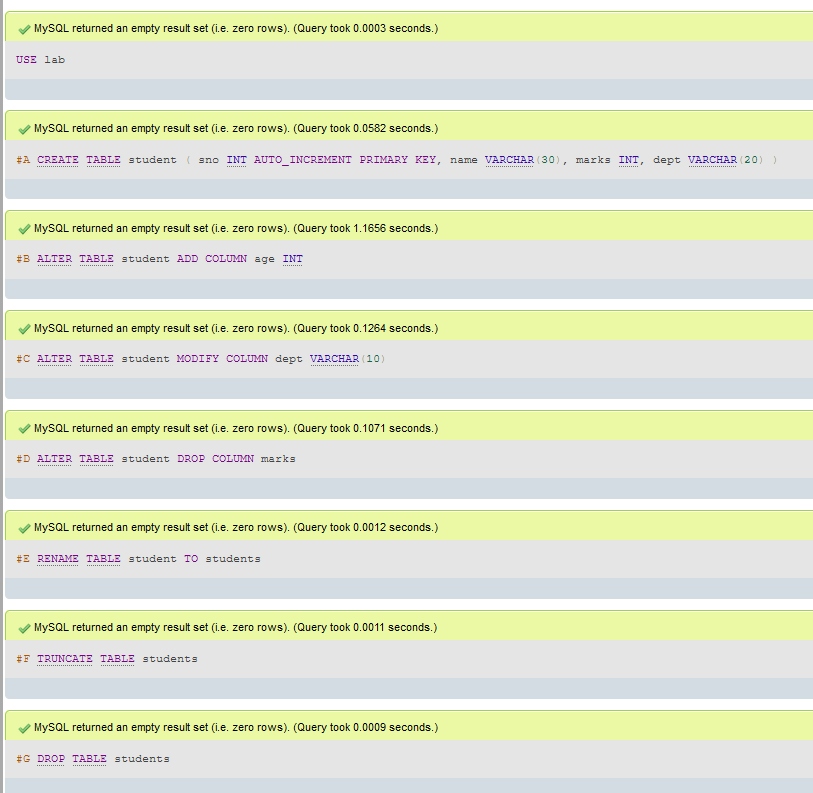 MySQL returned an empty result set (i.e. zero rows). (Query took 0.0003 seconds.)
USE lab
MySQL returned an empty result set (i.e. zero rows). (Query took 0.0582 seconds.)
#A CREATE TABLE student ( sno INT AUTO_INCREMENT PRIMARY KEY, name VARCHAR(30), marks INT, dept VARCHAR(20) )
MySQL returned an empty result set (i.e. zero rows). (Query took 1.1656 seconds.)
#B ALTER TABLE student ADD COLUMN age INT
MySQL returned an empty result set (i.e. zero rows). (Query took 0.1264 seconds.)
#C ALTER TABLE student MODIFY COLUMN dept VARCHAR(10)
MySQL returned an empty result set (i.e. zero rows). (Query took 0.1071 seconds.)
#D ALTER TABLE student DROP COLUMN marks
MySQL returned an empty result set (i.e. zero rows). (Query took 0.0012 seconds.)
#E RENAME TABLE student TO students
MySQL returned an empty result set (i.e. zero rows). (Query took 0.0011 seconds.)
#F TRUNCATE TABLE students
MySQL returned an empty result set (i.e. zero rows). (Query took 0.0009 seconds.)
#G DROP TABLE students